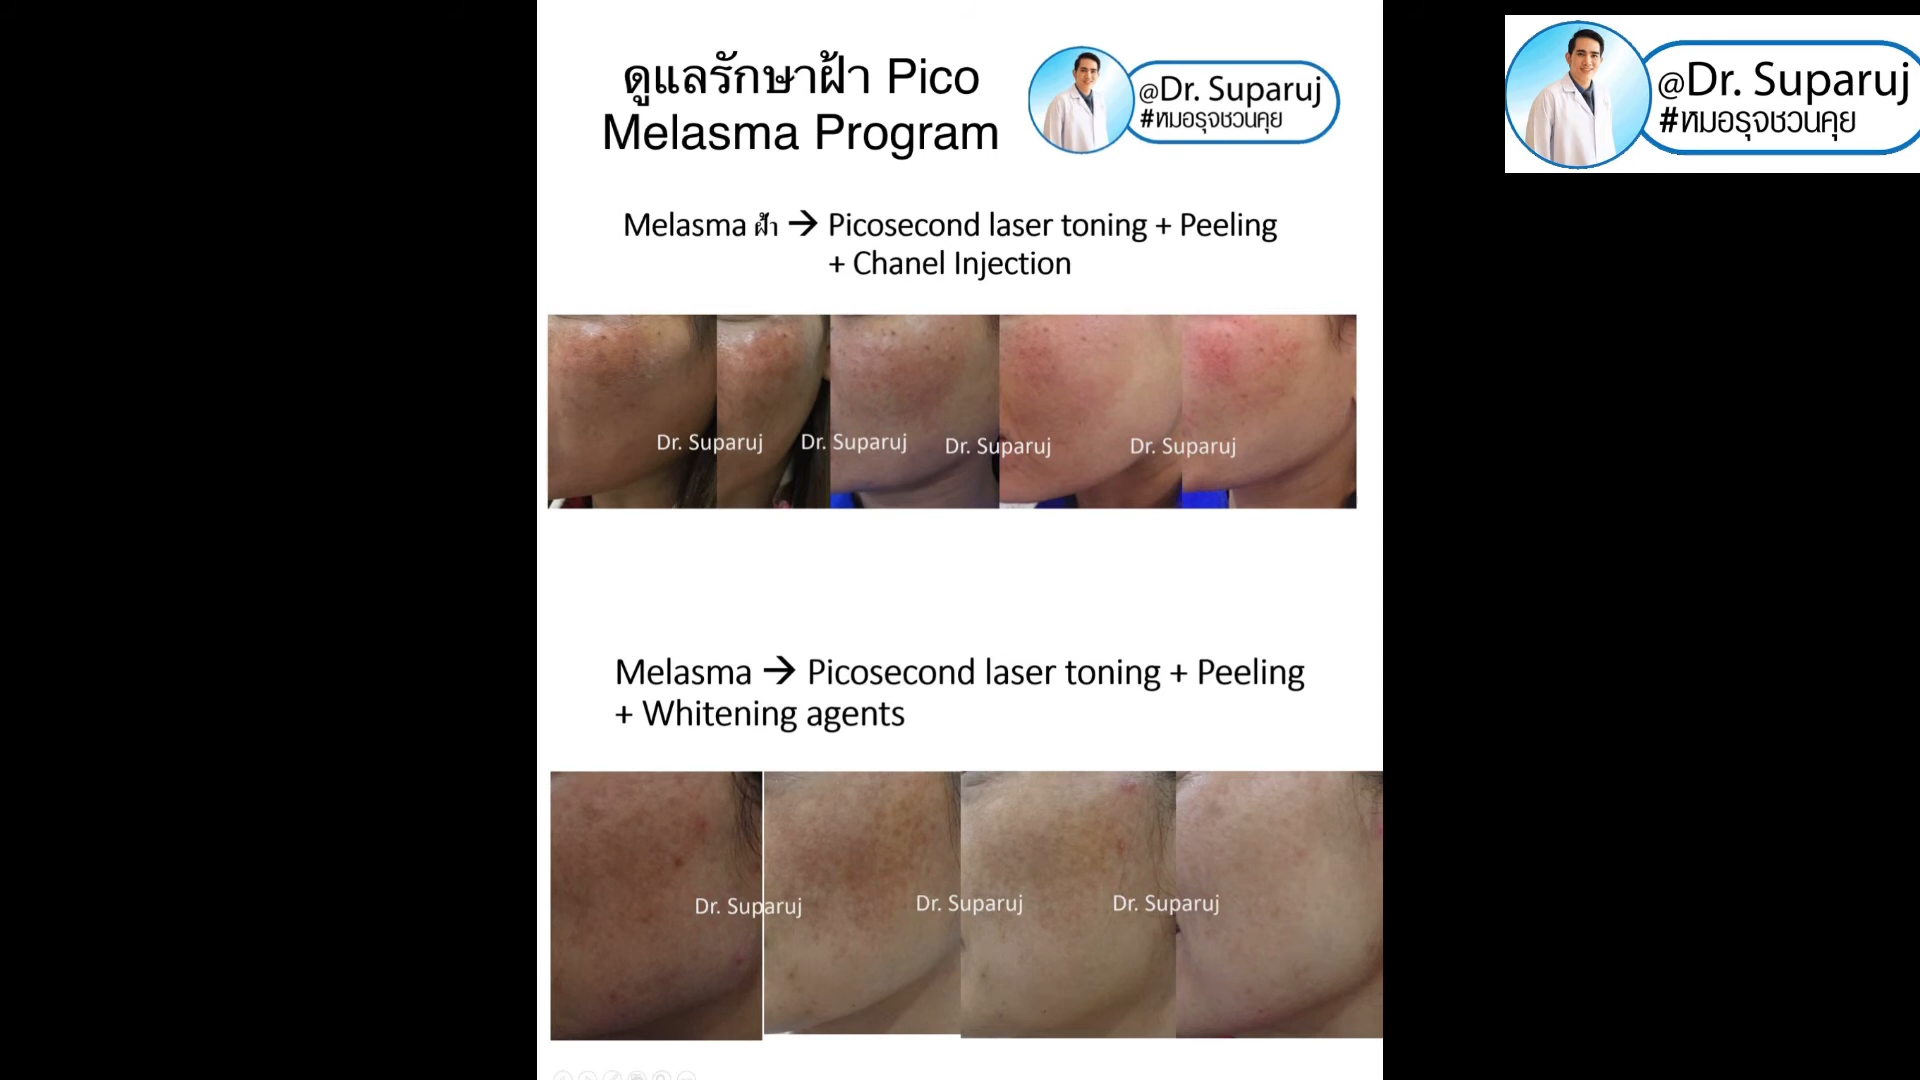 ดูแลรักษาฝ้า Pico
Melasma Program
@Dr. Suparuj
#หมอรุจชวนคุย
@Dr. Suparuj
#หมอรุจชวนคุย
Melasma ฝ้า → Picosecond laser toning + Peeling
+ Chanel Injection
Dr. Suparuj
Dr. Suparuj
Dr. Suparuj
Dr. Suparuj
Melasma → Picosecond laser toning + Peeling
+ Whitening agents
Dr. Suparuj
Dr. Suparuj
Dr. Suparuj